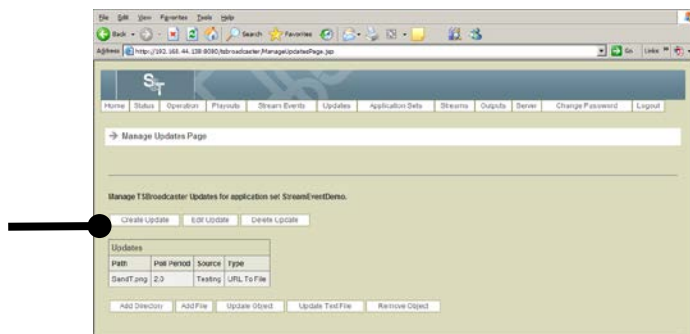 File Edit View Favorites Tools Help
Back Search Favorites
Address http://192.168.44.138:8080/tsbroadcaster/ManageUpdatesPage.jsp Go Links
S&T
Home Status Operation Playouts Stream Events Updates Application Sets Streams Outputs Server Change Password Logout
Manage Updates Page
Manage TSBroadcaster Updates for application set StreamEventDemo.
Create Update Edit Update Delete Update
Updates
Path Poll Period Source Type
SandT.png 2.0 Testing URL To File
Add Directory Add File Update Object Update Text File Remove Object